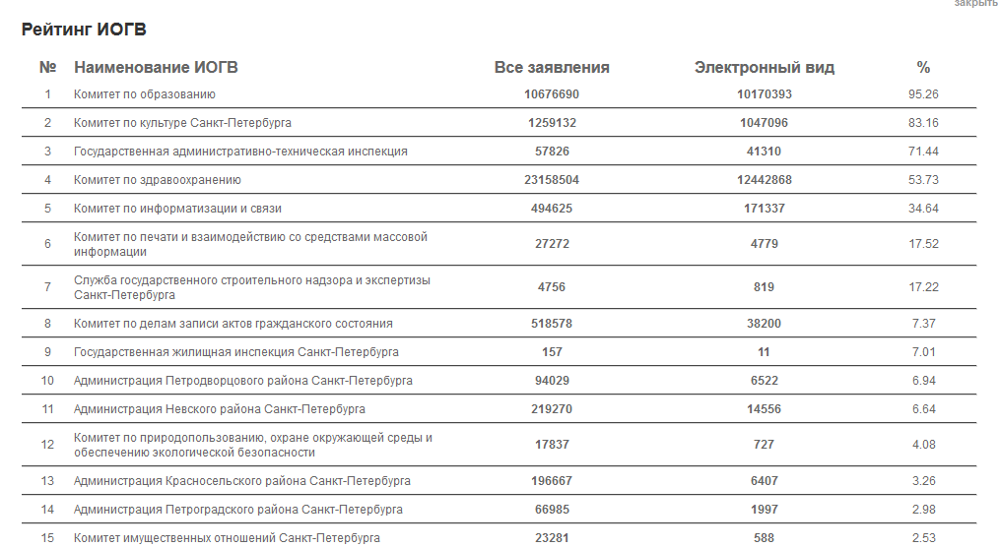 закрыть
Рейтинг ИОГВ
№ Наименование ИОГВ Все заявления Электронный вид %
1 Комитет по образованию 10676690 10170393 95.26
2 Комитет по культуре Санкт-Петербурга 1259132 1047096 83.16
3 Государственная административно-техническая инспекция 57826 41310 71.44
4 Комитет по здравоохранению 23158504 12442868 53.73
5 Комитет по информатизации и связи 494625 171337 34.64
6 Комитет по печати и взаимодействию со средствами массовой
информации 27272 4779 17.52
7 Служба государственного строительного надзора и экспертизы
Санкт-Петербурга 4756 819 17.22
8 Комитет по делам записи актов гражданского состояния 518578 38200 7.37
9 Государственная жилищная инспекция Санкт-Петербурга 157 11 7.01
10 Администрация Петродворцового района Санкт-Петербурга 94029 6522 6.94
11 Администрация Невского района Санкт-Петербурга 219270 14556 6.64
12 Комитет по природопользованию, охране окружающей среды и
обеспечению экологической безопасности 17837 727 4.08
13 Администрация Красносельского района Санкт-Петербурга 196667 6407 3.26
14 Администрация Петроградского района Санкт-Петербурга 66985 1997 2.98
15 Комитет имущественных отношений Санкт-Петербурга 23281 588 2.53